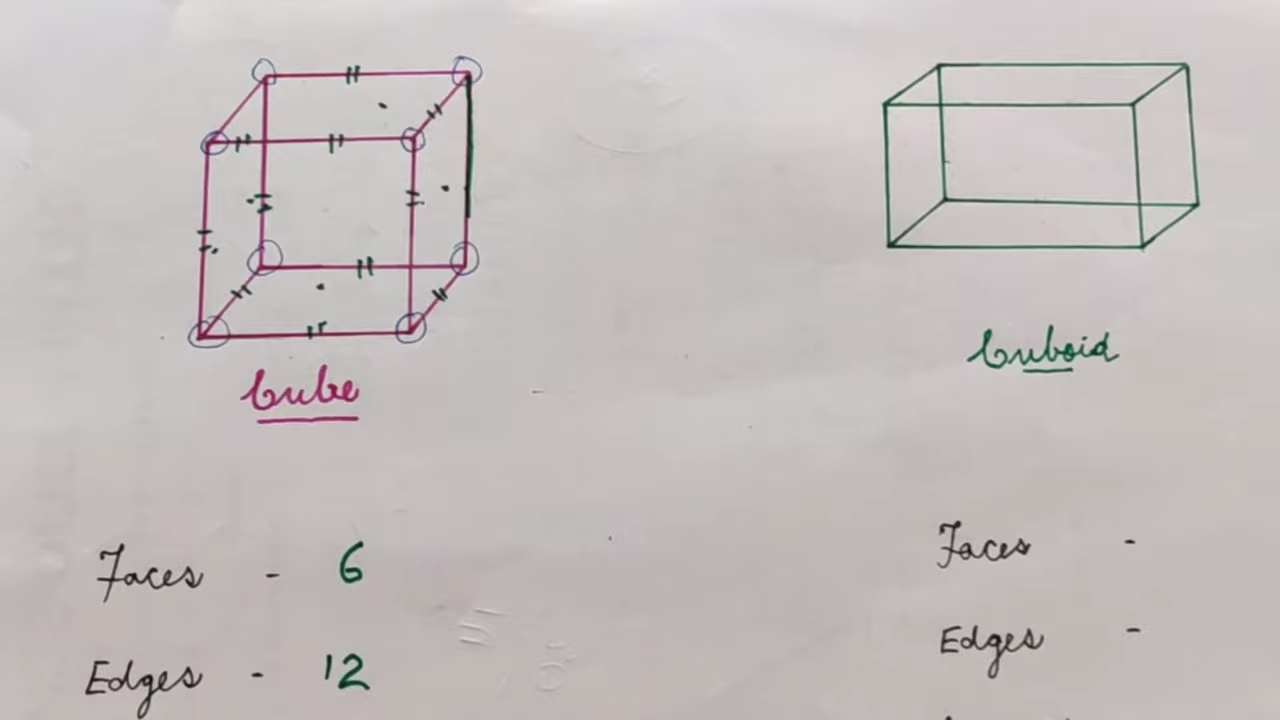 Cube
Cuboid
Faces - 6
Edges - 12
Faces -
Edges -